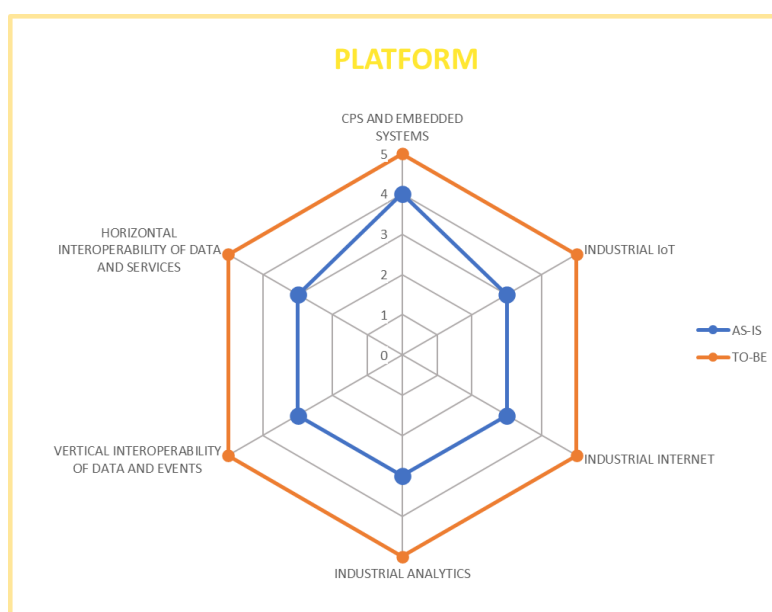 PLATFORM
CPS AND EMBEDDED
SYSTEMS
5
4
3
2
1
0
HORIZONTAL
INTEROPERABILITY OF DATA
AND SERVICES
INDUSTRIAL IoT
AS-IS
TO-BE
VERTICAL INTEROPERABILITY
OF DATA AND EVENTS
INDUSTRIAL INTERNET
INDUSTRIAL ANALYTICS